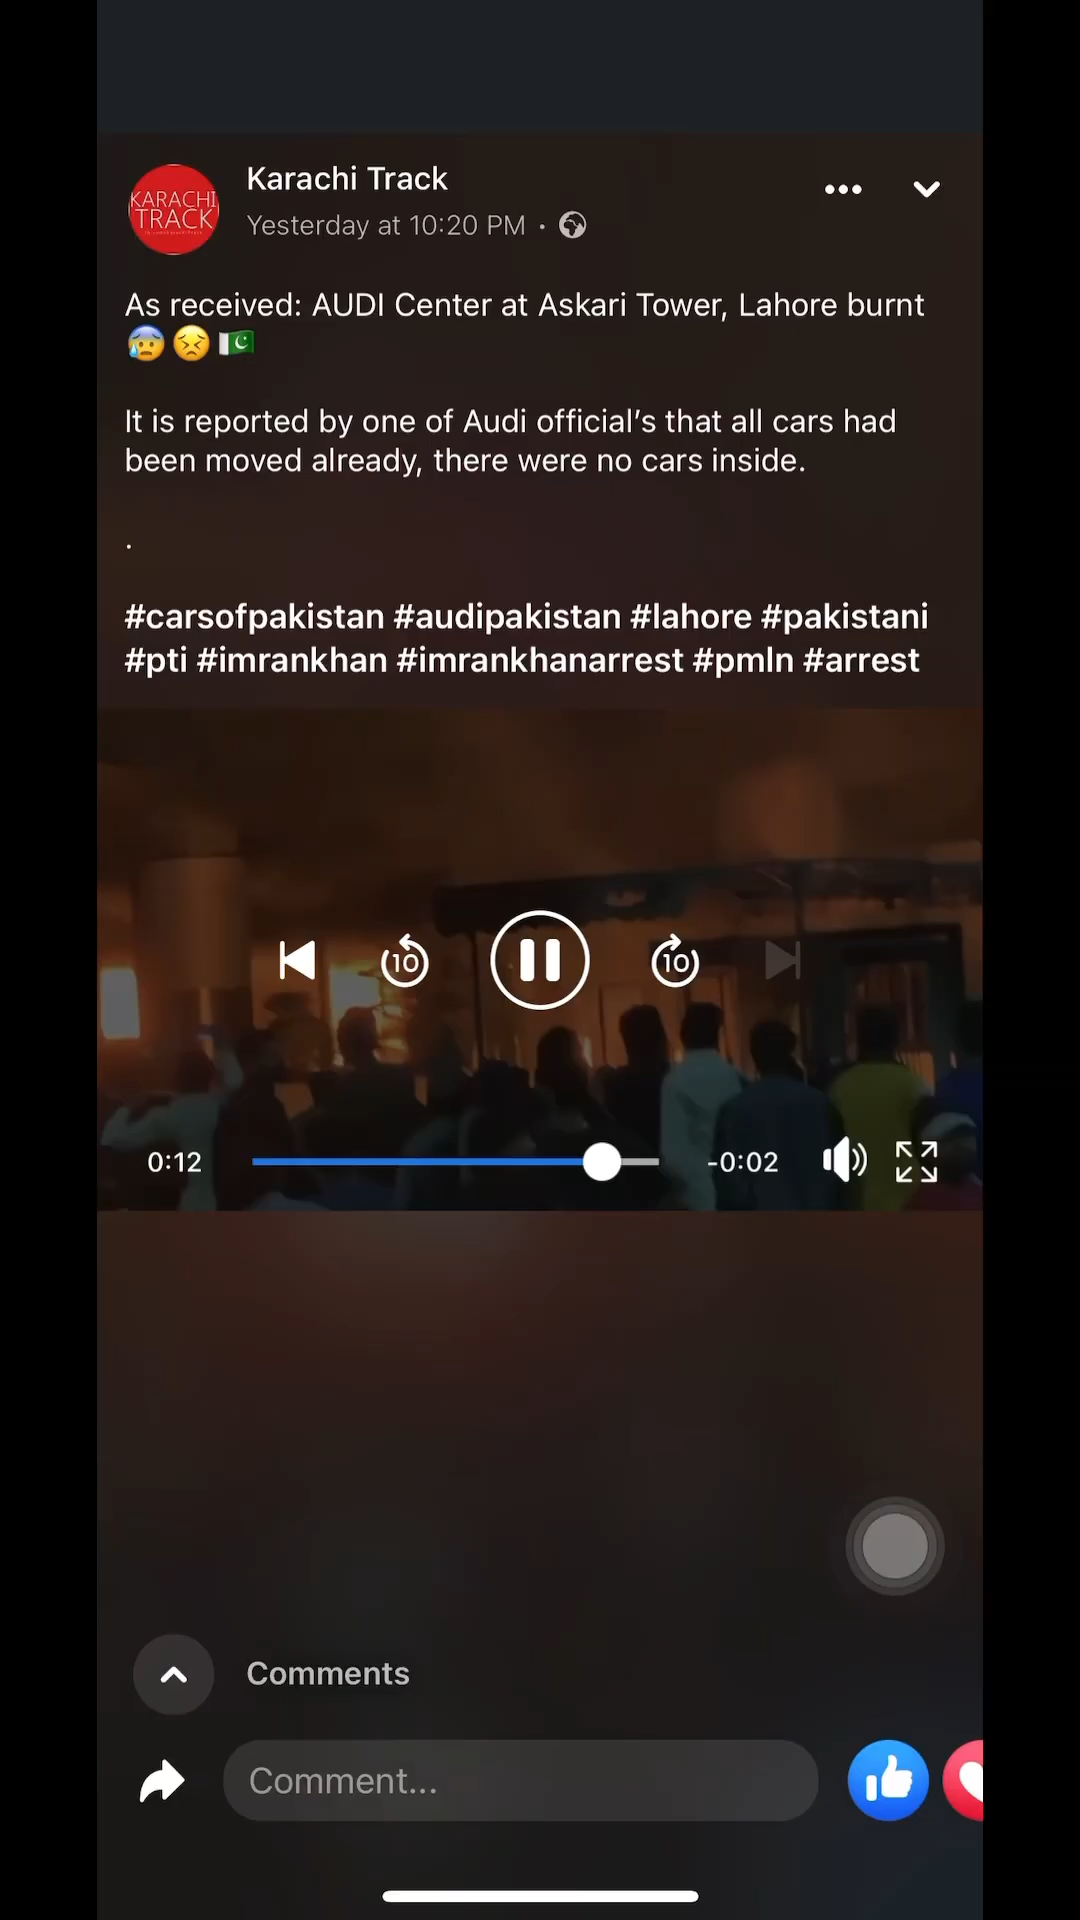 KARACHI
TRACK
Karachi Track
Yesterday at 10:20 PM ·
As received: AUDI Center at Askari Tower, Lahore burnt
😰😣🇵🇰
It is reported by one of Audi official’s that all cars had
been moved already, there were no cars inside.
.
#carsofpakistan #audipakistan #lahore #pakistani
#pti #imrankhan #imrankhanarrest #pmln #arrest
10
10
0:12
-0:02
Comments
Comment...